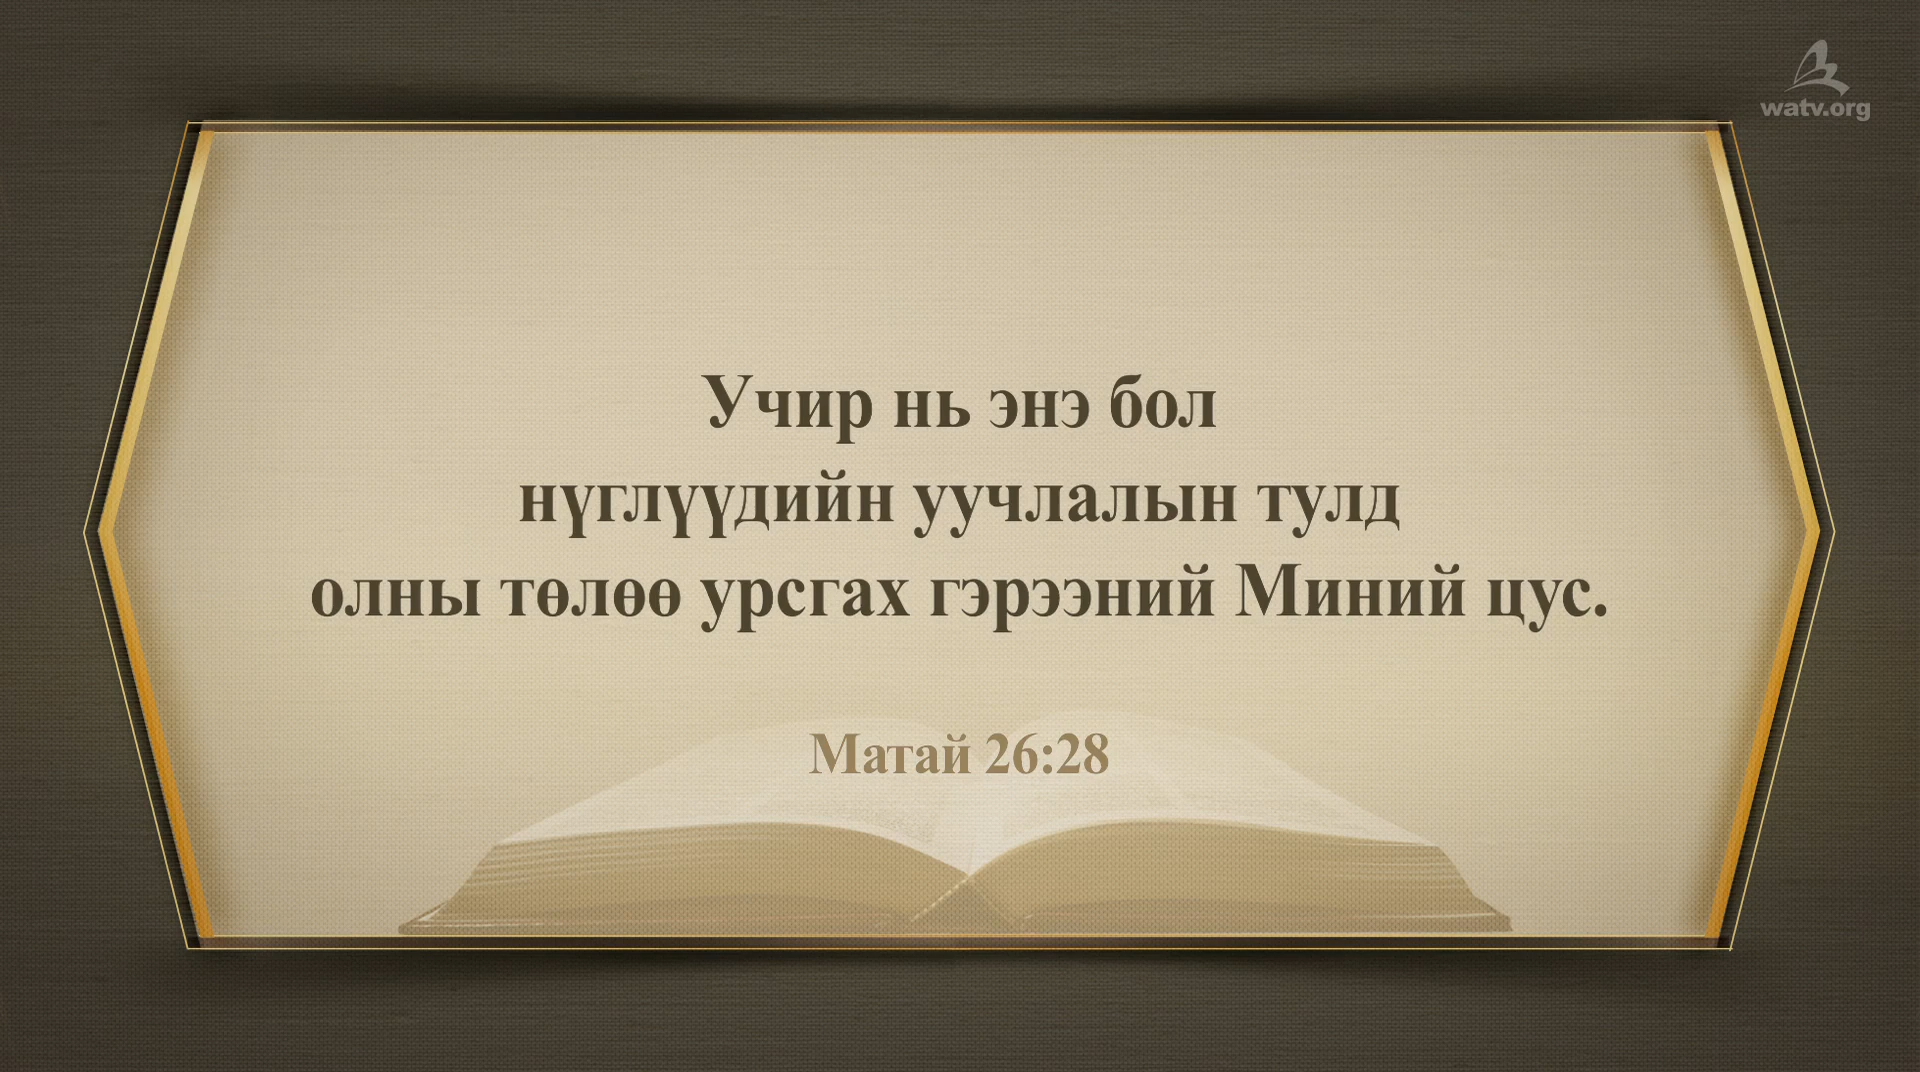 watv.org
Учир нь энэ бол
нүглүүдийн уучлалын тулд
олны төлөө урсгах гэрээний Миний цус.
Матай 26:28